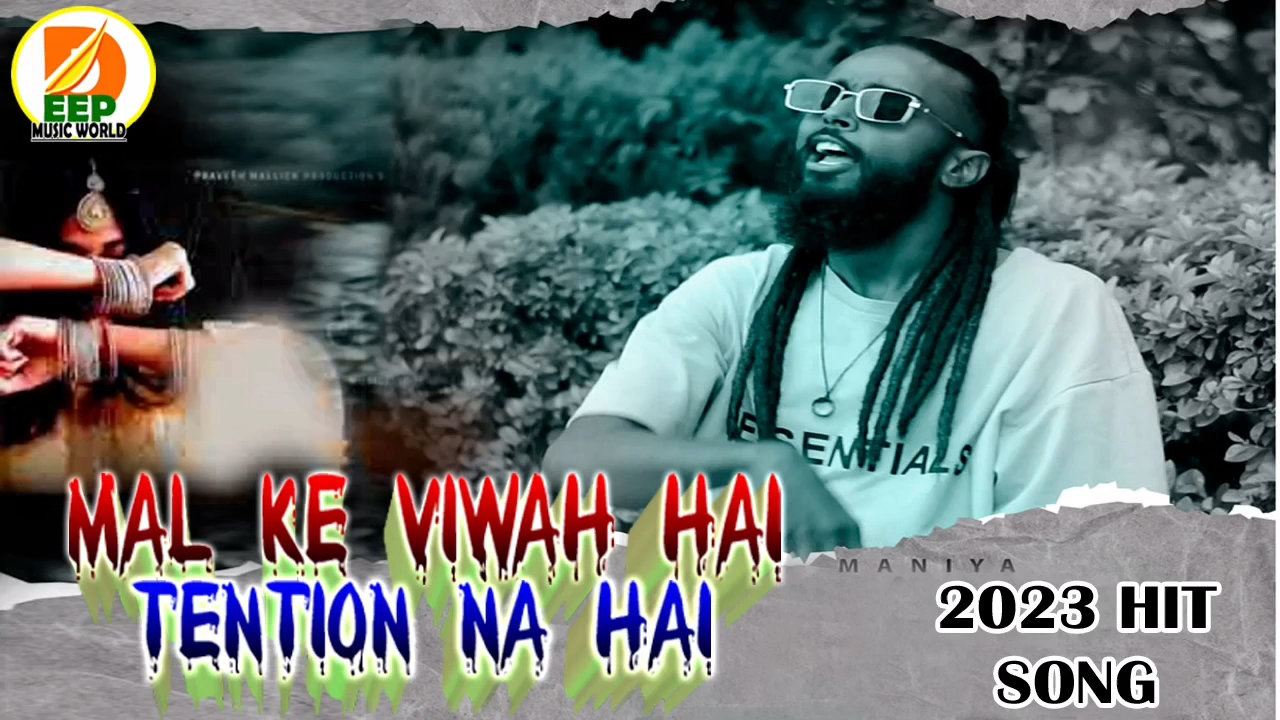 D
EEP
MUSIC WORLD
PRAVEEN MALLICK PRODUCTION'S
ESSENTIALS
MAL KE VIWAH HAI
TENTION NA HAI
MANIYA
2023 HIT
SONG